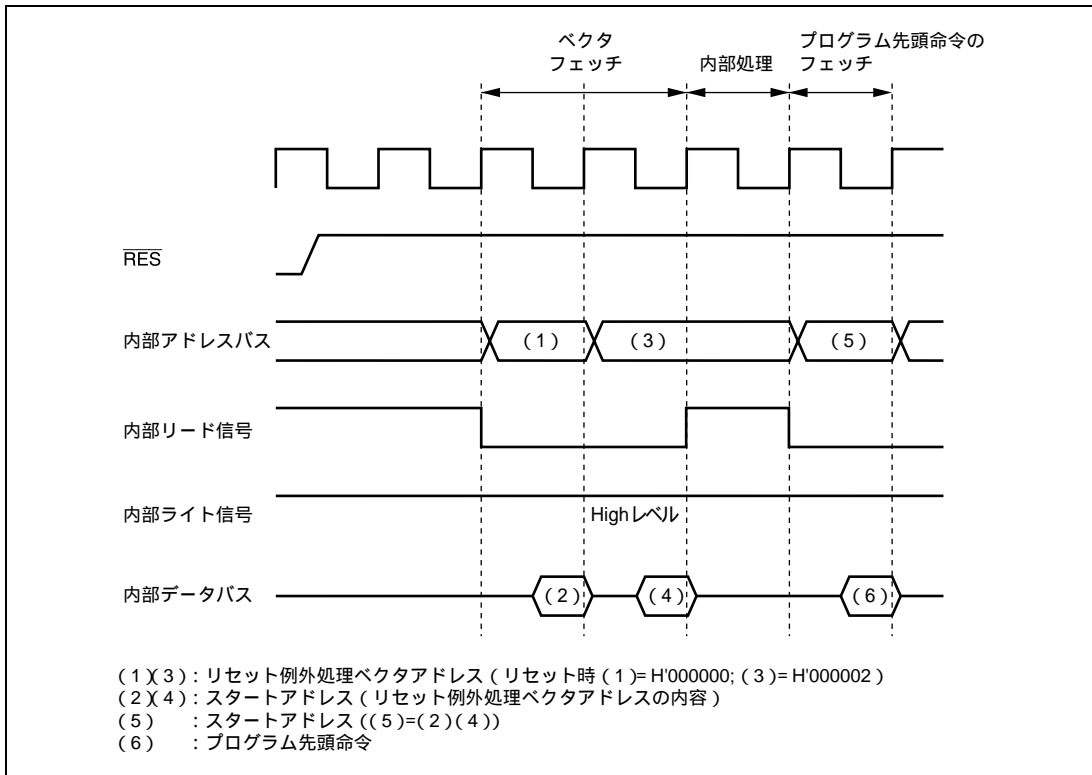 ベクタ
フェッチ
内部処理
プログラム先頭命令の
フェッチ
RES
内部アドレスバス
(1)
(3)
(5)
内部リード信号
内部ライト信号
Highレベル
内部データバス
(2)
(4)
(6)
(1)(3):リセット例外処理ベクタアドレス(リセット時(1)= H'000000; (3)= H'000002)
(2)(4):スタートアドレス(リセット例外処理ベクタアドレスの内容)
(5) :スタートアドレス((5)=(2)(4))
(6) :プログラム先頭命令